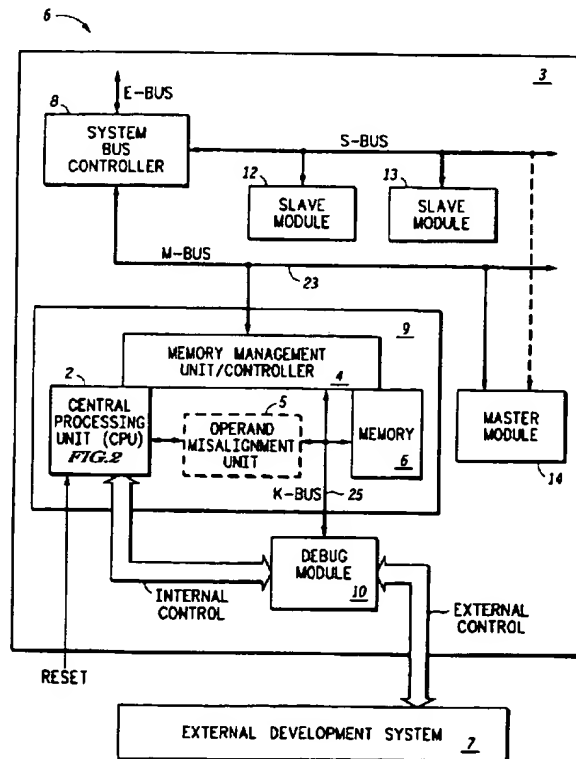 6
3
8
E-BUS
SYSTEM
BUS
CONTROLLER
S-BUS
12
SLAVE
MODULE
13
SLAVE
MODULE
M-BUS
23
9
MEMORY MANAGEMENT
UNIT/CONTROLLER
4
2
CENTRAL
PROCESSING
UNIT (CPU)
FIG.2
5
OPERAND
MISALIGNMENT
UNIT
MEMORY
6
MASTER
MODULE
14
K-BUS
25
DEBUG
MODULE
10
INTERNAL
CONTROL
EXTERNAL
CONTROL
RESET
EXTERNAL DEVELOPMENT SYSTEM
7